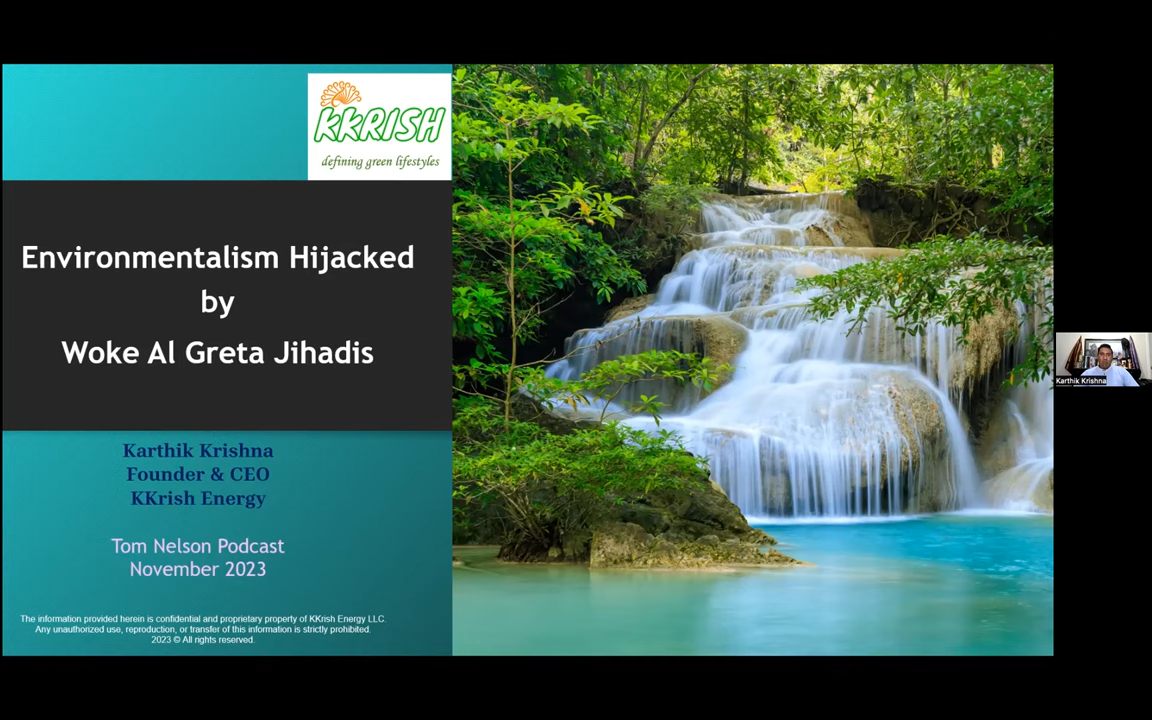 KKRISH
defining green lifestyles
Environmentalism Hijacked
by
Woke Al Greta Jihadis
Karthik Krishna
Founder & CEO
KKrish Energy
Tom Nelson Podcast
November 2023
The information provided herein is confidential and proprietary property of KKrish Energy LLC.
Any unauthorized use, reproduction, or transfer of this information is strictly prohibited.
2023 © All rights reserved.
Karthik Krishna